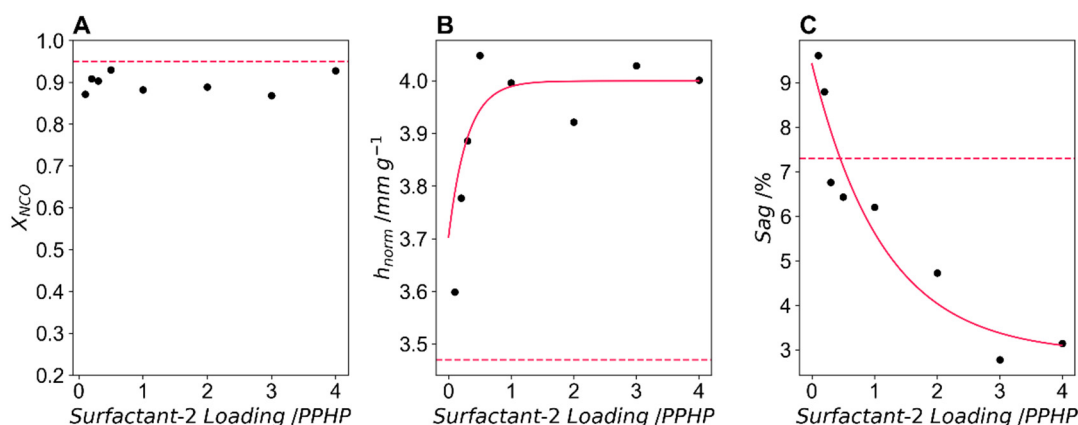 A
B
C
1.0
0.9
0.8
0.7
0.6
0.5
0.4
0.3
0.2
X_NCO
0 1 2 3 4
Surfactant-2 Loading /PPHP
4.0
3.9
3.8
3.7
3.6
3.5
h_norm /mm g⁻¹
0 1 2 3 4
Surfactant-2 Loading /PPHP
9
8
7
6
5
4
3
Sag /%
0 1 2 3 4
Surfactant-2 Loading /PPHP